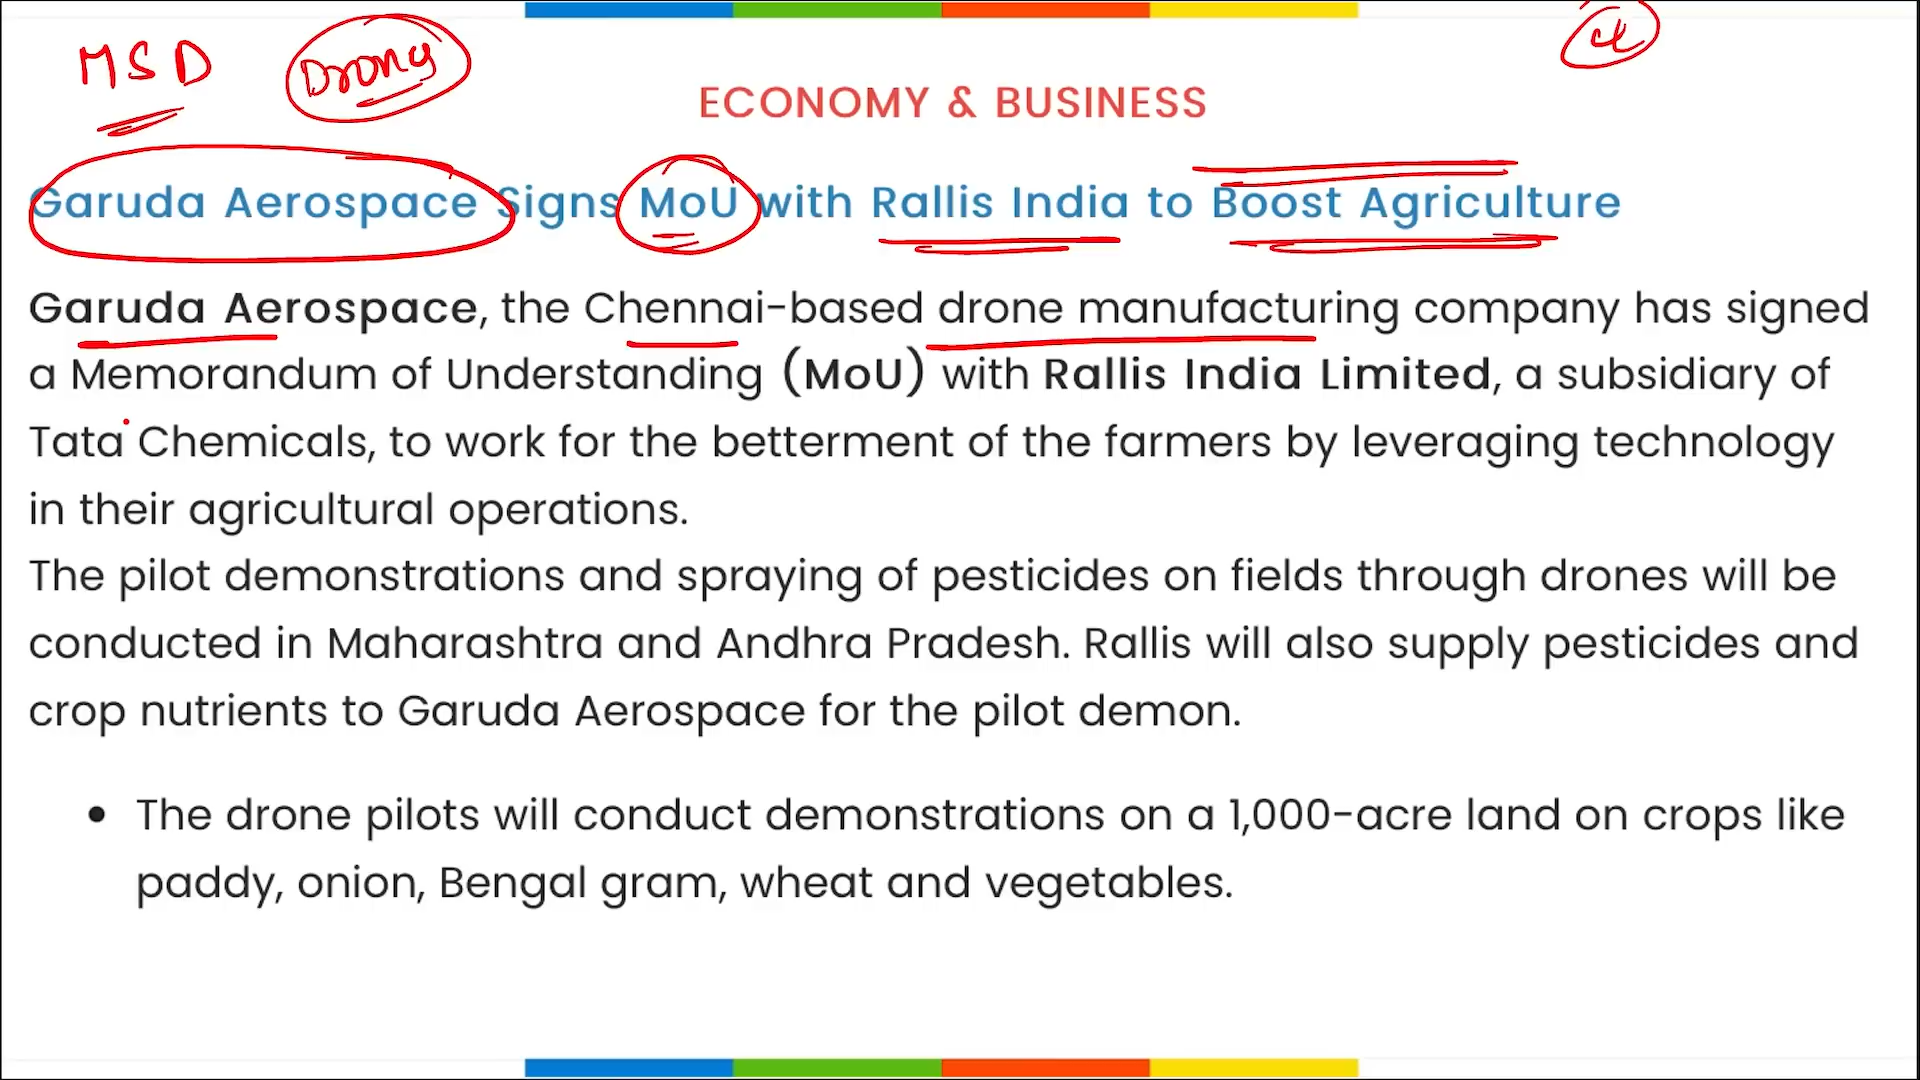 MSD
Drony
ECONOMY & BUSINESS
Garuda Aerospace Signs MoU with Rallis India to Boost Agriculture
Garuda Aerospace, the Chennai-based drone manufacturing company has signed
a Memorandum of Understanding (MoU) with Rallis India Limited, a subsidiary of
Tata Chemicals, to work for the betterment of the farmers by leveraging technology
in their agricultural operations.
The pilot demonstrations and spraying of pesticides on fields through drones will be
conducted in Maharashtra and Andhra Pradesh. Rallis will also supply pesticides and
crop nutrients to Garuda Aerospace for the pilot demon.
• The drone pilots will conduct demonstrations on a 1,000-acre land on crops like
paddy, onion, Bengal gram, wheat and vegetables.